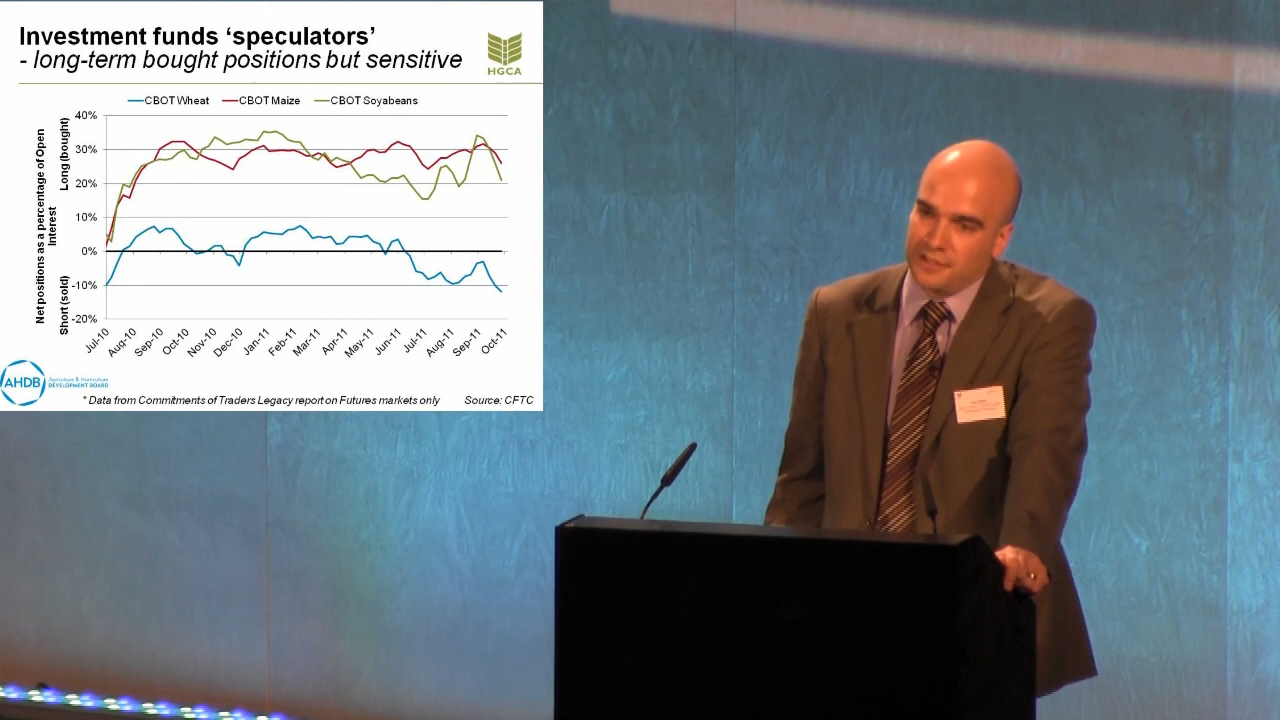 Investment funds ‘speculators’
- long-term bought positions but sensitive
HGCA
CBOT Wheat CBOT Maize CBOT Soyabeans
Net positions as a percentage of Open
Interest
Long (bought)
Short (sold)
40%
30%
20%
10%
0%
-10%
-20%
Jul-10 Aug-10 Sep-10 Oct-10 Nov-10 Dec-10 Jan-11 Feb-11 Mar-11 Apr-11 May-11 Jun-11 Jul-11 Aug-11 Sep-11 Oct-11
AHDB
Agriculture & Horticulture
DEVELOPMENT BOARD
* Data from Commitments of Traders Legacy report on Futures markets only Source: CFTC